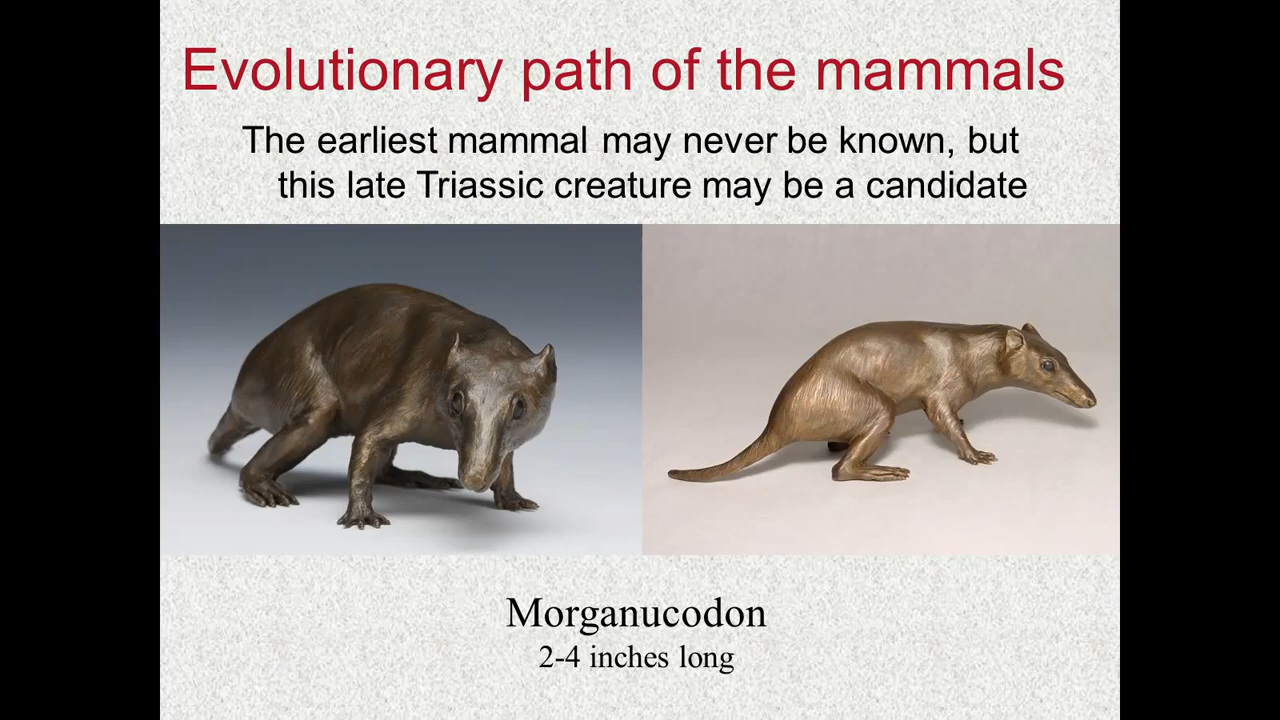 Evolutionary path of the mammals
The earliest mammal may never be known, but
this late Triassic creature may be a candidate
Morganucodon
2-4 inches long